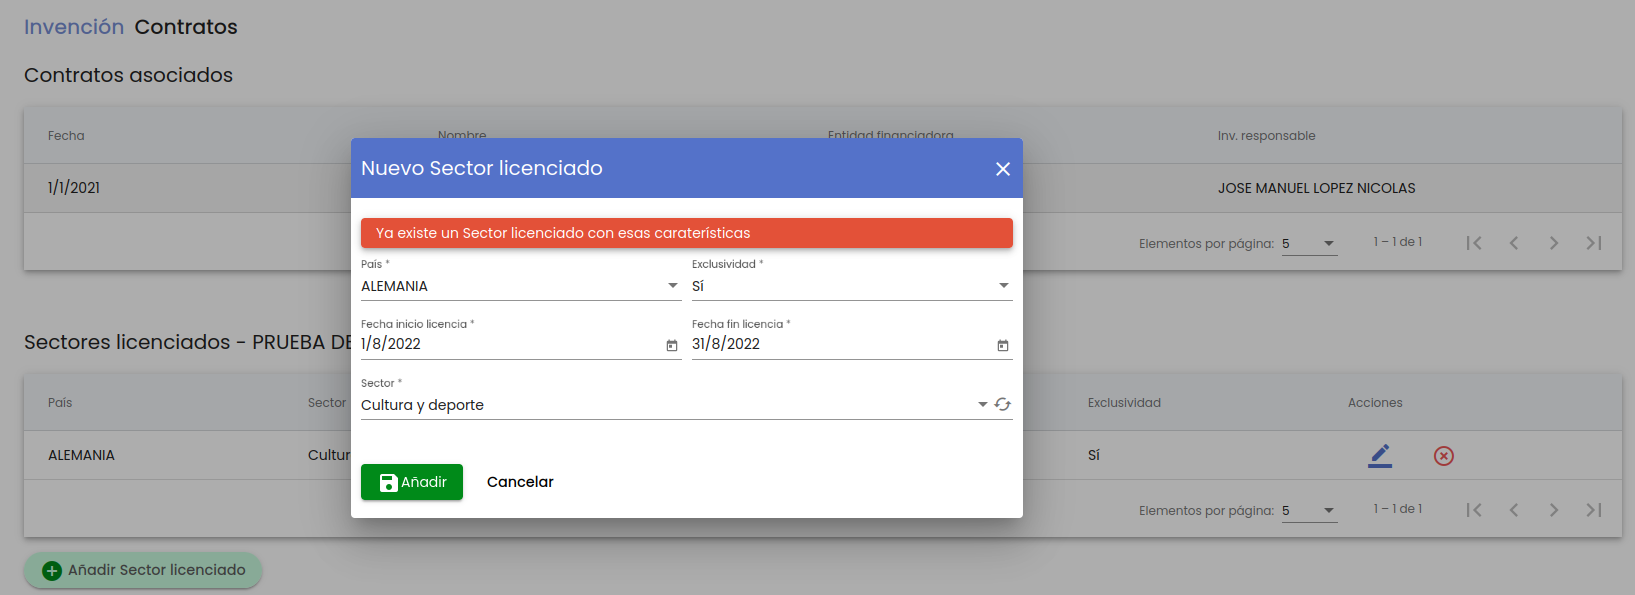 Invención Contratos
Contratos asociados
Fecha Nombre Entidad financiadora Inv. responsable
1/1/2021 JOSE MANUEL LOPEZ NICOLAS
Elementos por página: 5 1 – 1 de 1
Nuevo Sector licenciado
Ya existe un Sector licenciado con esas caraterísticas
País * Exclusividad *
ALEMANIA Sí
Fecha inicio licencia * Fecha fin licencia *
1/8/2022 31/8/2022
Sector *
Cultura y deporte
Añadir Cancelar
Sectores licenciados - PRUEBA DE
País Sector Exclusividad Acciones
ALEMANIA Cultur Sí
Elementos por página: 5 1 – 1 de 1
Añadir Sector licenciado